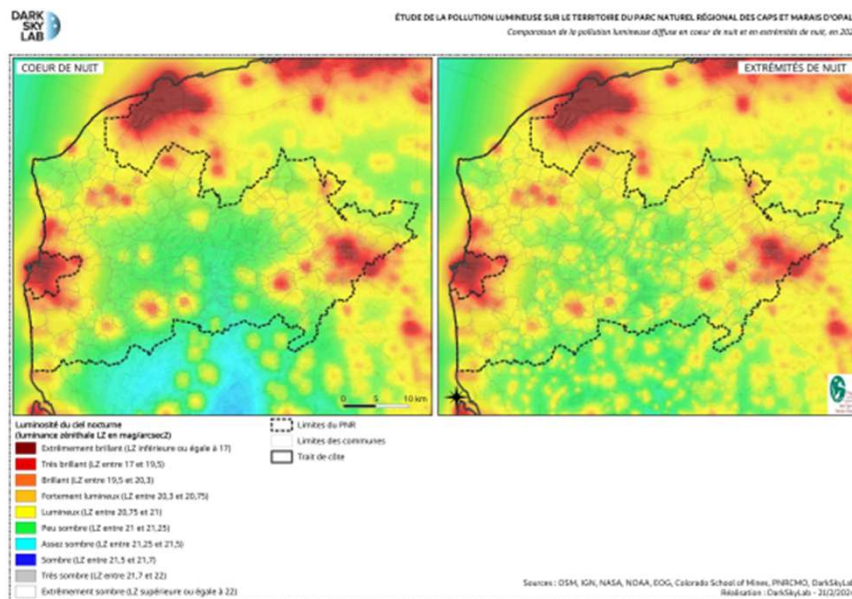 DARK
SKY
LAB
ÉTUDE DE LA POLLUTION LUMINEUSE SUR LE TERRITOIRE DU PARC NATUREL RÉGIONAL DES CAPS ET MARAIS D'OPAL
Comparaison de la pollution lumineuse diffuse en coeur de nuit et en extrémités de nuit, en 202
COEUR DE NUIT
EXTRÉMITÉS DE NUIT
0 5 10 km
Luminosité du ciel nocturne
(luminance zénithale LZ en mag/arcsec2)
Extrêmement brillant (LZ inférieure ou égale à 17)
Très brillant (LZ entre 17 et 19,5)
Brillant (LZ entre 19,5 et 20,3)
Fortement lumineux (LZ entre 20,3 et 20,75)
Lumineux (LZ entre 20,75 et 21)
Peu sombre (LZ entre 21 et 21,25)
Assez sombre (LZ entre 21,25 et 21,5)
Sombre (LZ entre 21,5 et 21,7)
Très sombre (LZ entre 21,7 et 22)
Extrêmement sombre (LZ supérieure ou égale à 22)
Limites du PNR
Limites des communes
Trait de côte
Sources : OSM, IGN, NASA, NOAA, EOG, Colorado School of Mines, PNRCMO, DarkSkyLab
Réalisation : DarkSkyLab - 21/2/202